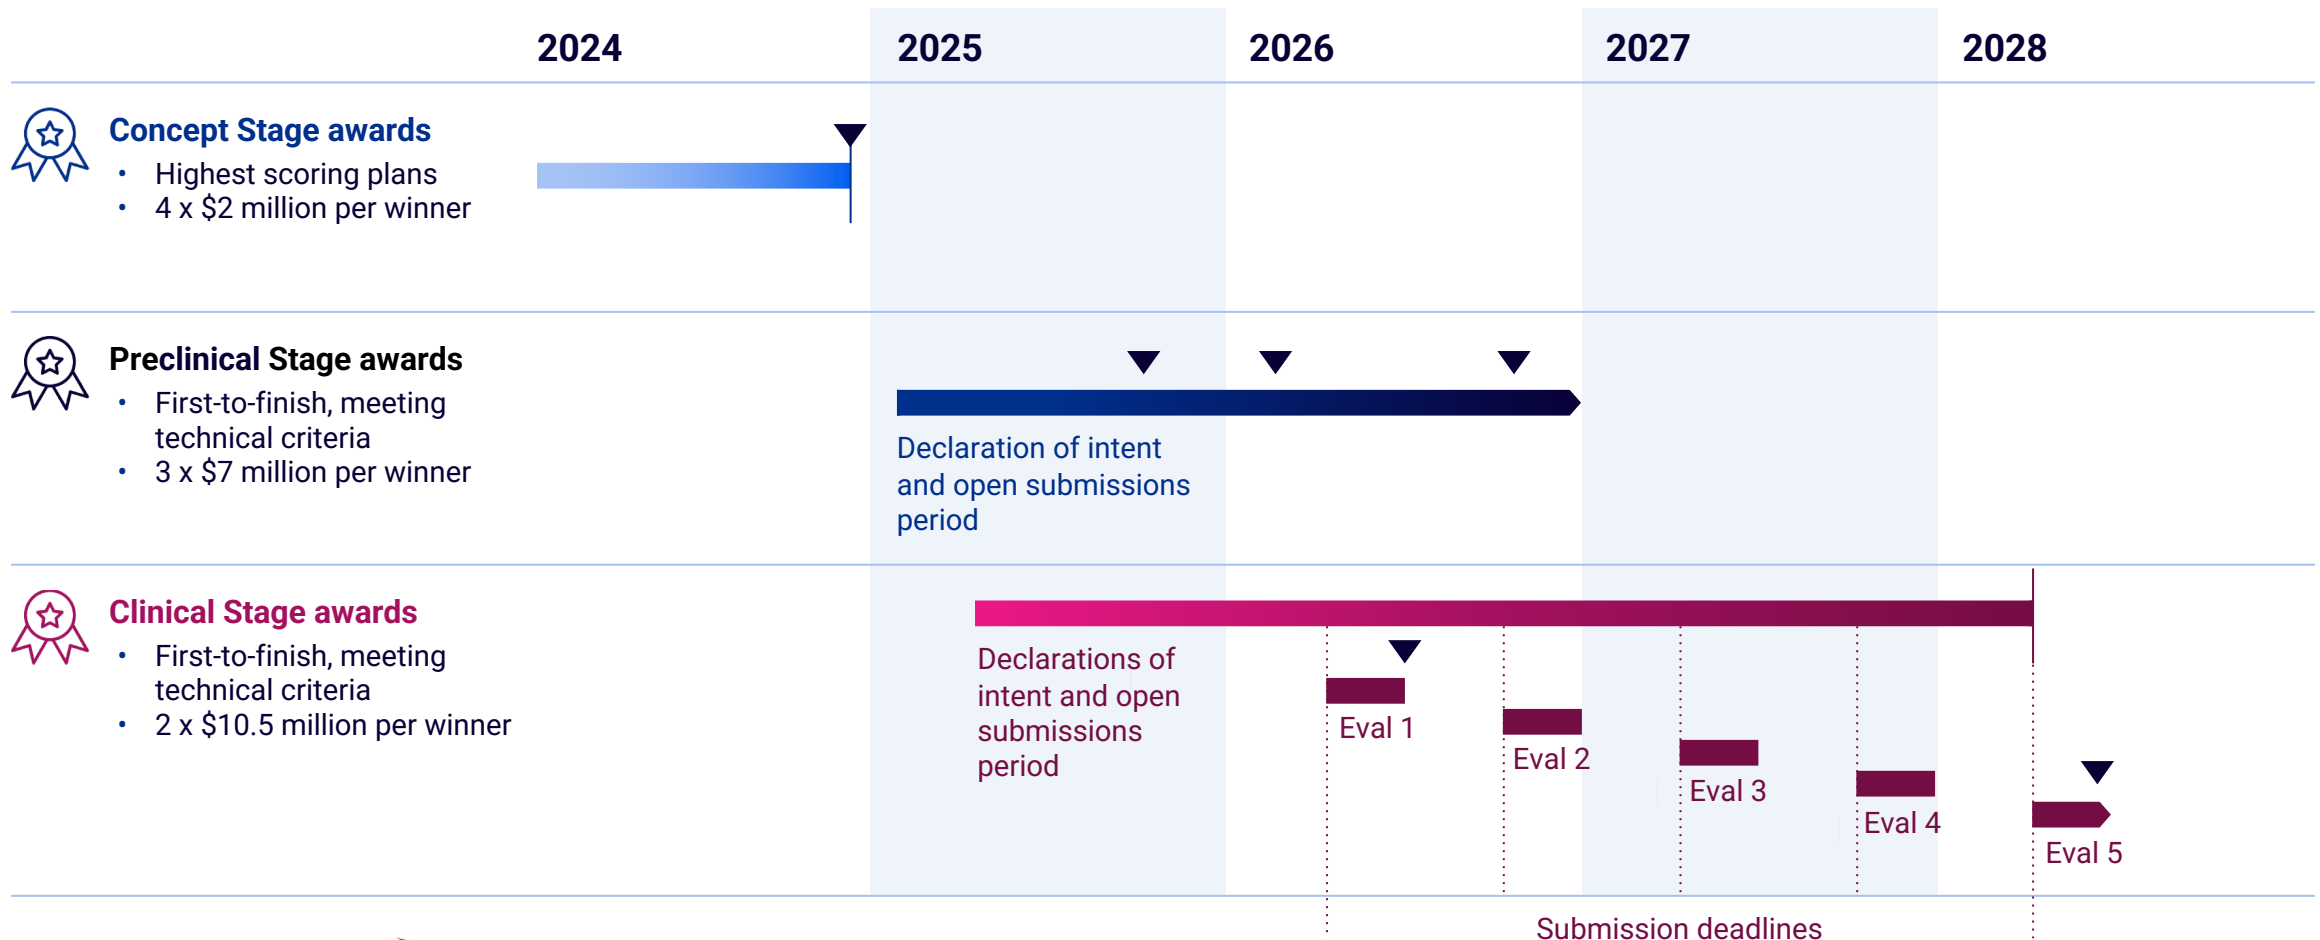 2024 2025 2026 2027 2028
Concept Stage awards
• Highest scoring plans
• 4 x $2 million per winner
Preclinical Stage awards
• First-to-finish, meeting
technical criteria
• 3 x $7 million per winner
Declaration of intent
and open submissions
period
Clinical Stage awards
• First-to-finish, meeting
technical criteria
• 2 x $10.5 million per winner
Declarations of
intent and open
submissions
period
Eval 1
Eval 2
Eval 3
Eval 4
Eval 5
Submission deadlines